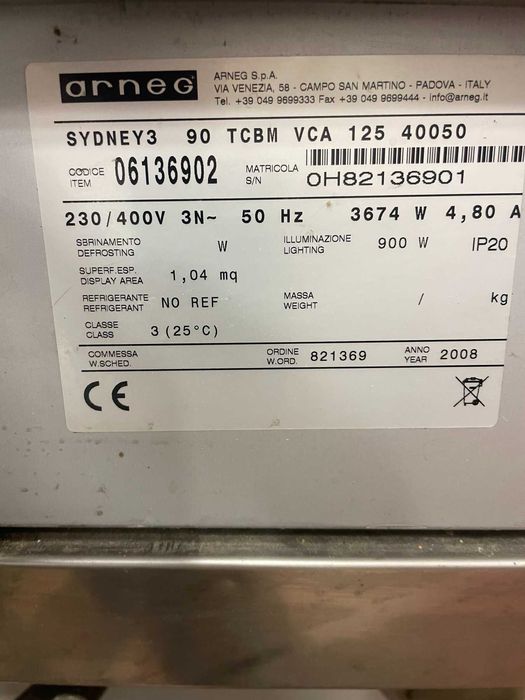 arneg
ARNEG S.p.A.
VIA VENEZIA, 58 - CAMPO SAN MARTINO - PADOVA - ITALY
Tel. +39 049 9699333 Fax +39 049 9699444 - info@arneg.it
SYDNEY3 90 TCBM VCA 125 40050
CODICE ITEM 06136902 MATRICOLA S/N 0H82136901
230/400V 3N~ 50 Hz 3674 W 4,80 A
SBRINAMENTO DEFROSTING W ILLUMINAZIONE LIGHTING 900 W IP20
SUPERF.ESP. DISPLAY AREA 1,04 mq
REFRIGERANTE REFRIGERANT NO REF MASSA WEIGHT / kg
CLASSE CLASS 3 (25°C)
COMMESSA W.SCHED. ORDINE W.ORD. 821369 ANNO YEAR 2008
CE